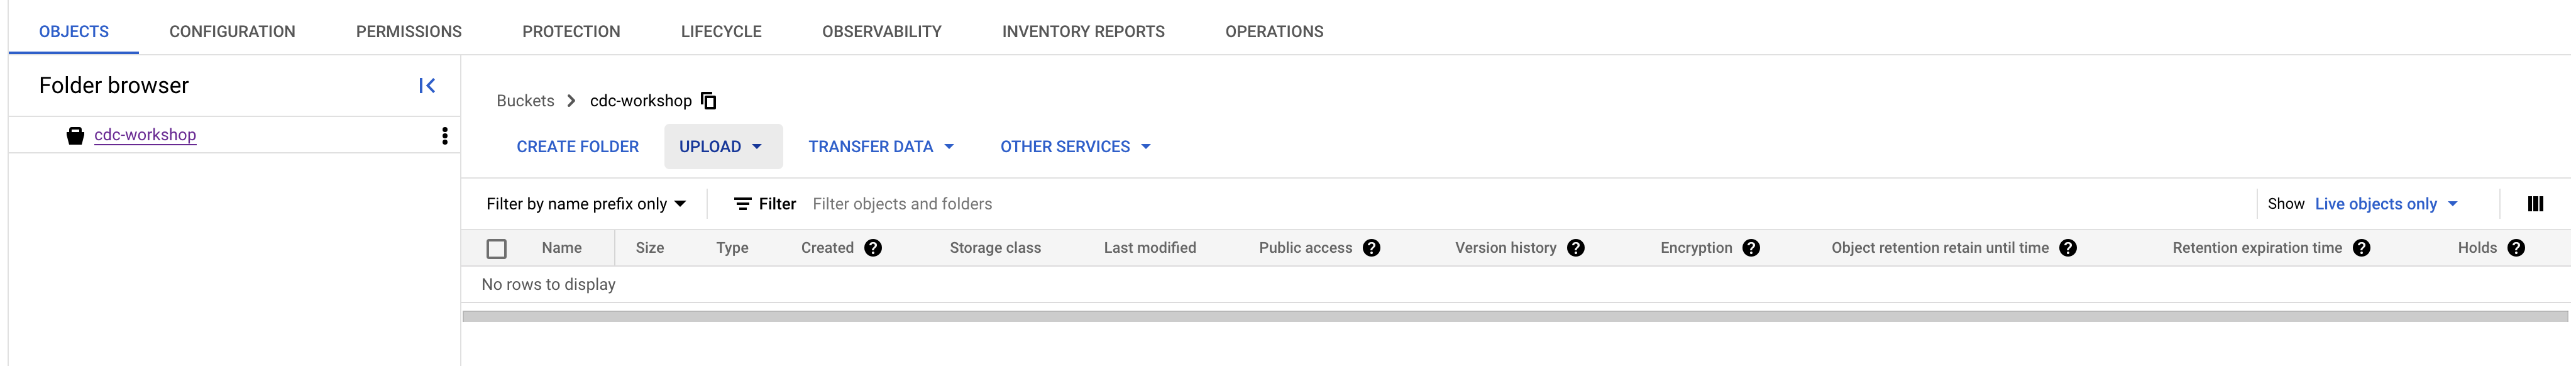 OBJECTS CONFIGURATION PERMISSIONS PROTECTION LIFECYCLE OBSERVABILITY INVENTORY REPORTS OPERATIONS
Folder browser
cdc-workshop
Buckets > cdc-workshop
CREATE FOLDER UPLOAD TRANSFER DATA OTHER SERVICES
Filter by name prefix only Filter Filter objects and folders Show Live objects only
Name Size Type Created ? Storage class Last modified Public access ? Version history ? Encryption ? Object retention retain until time ? Retention expiration time ? Holds ?
No rows to display